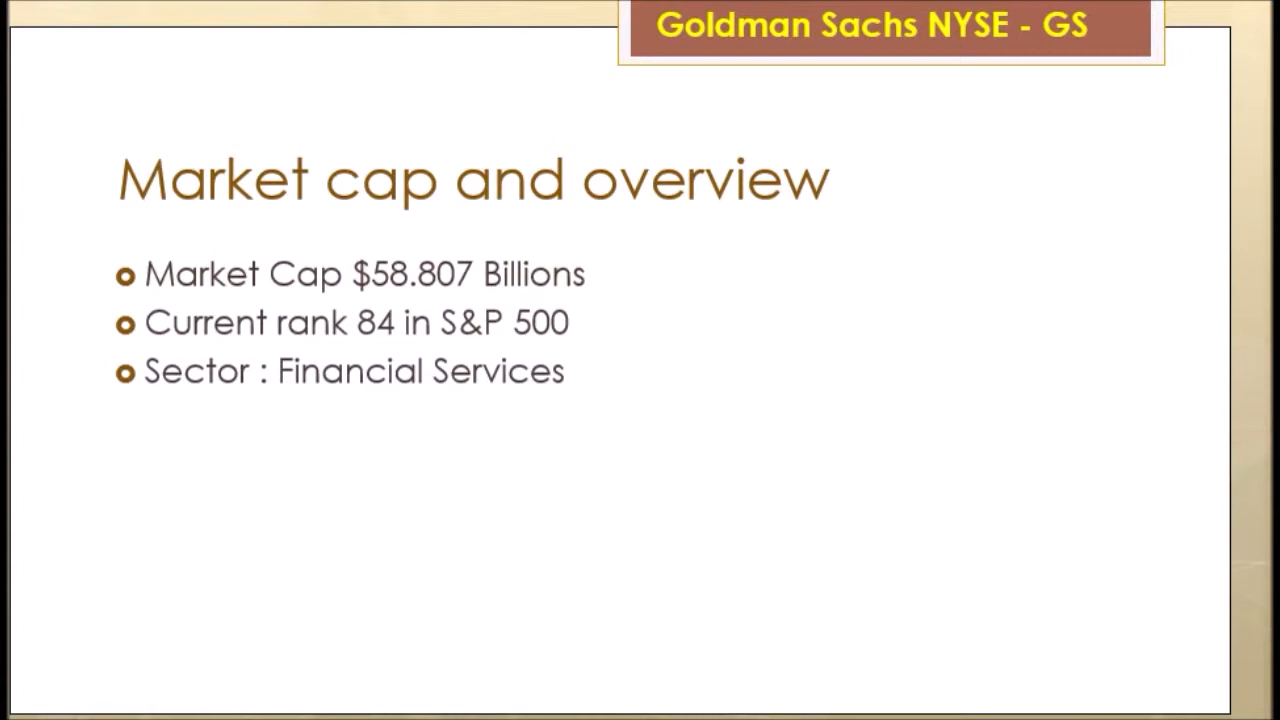 Goldman Sachs NYSE - GS
Market cap and overview
Market Cap $58.807 Billions
Current rank 84 in S&P 500
Sector : Financial Services